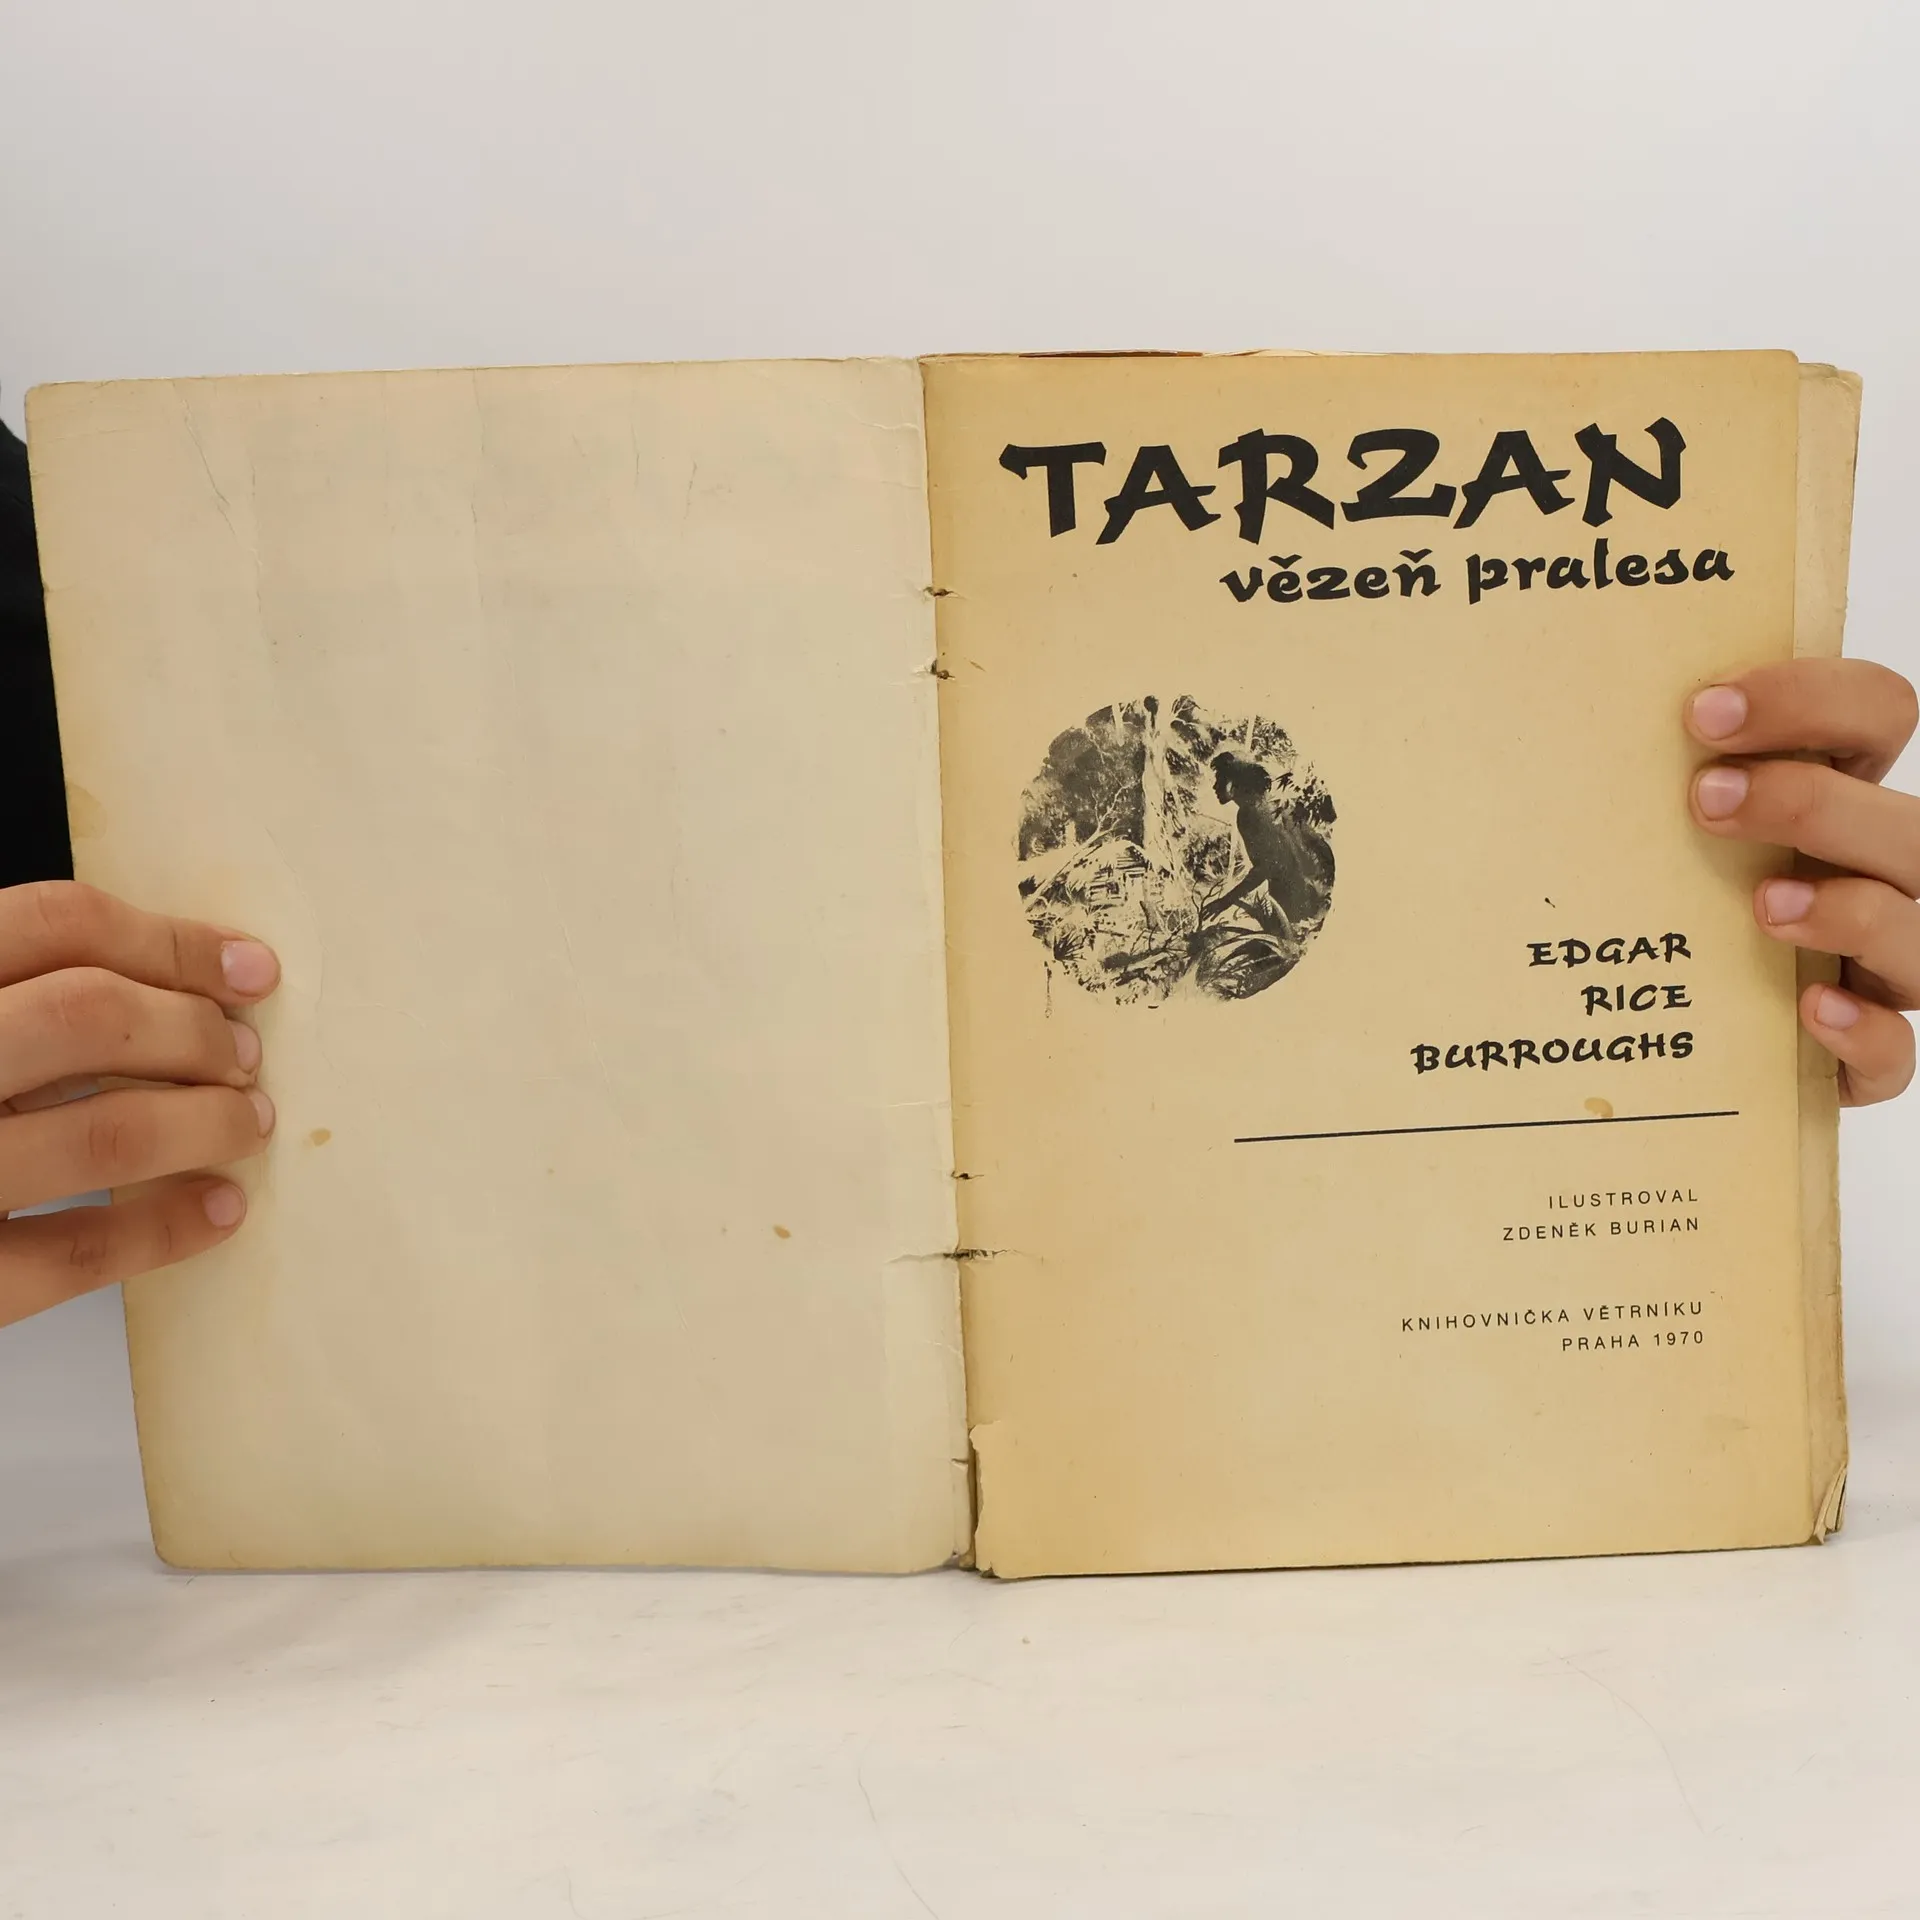 TARZAN
vězeň pralesa
EDGAR
RICE
BURROUGHS
ILUSTROVAL
ZDENĚK BURIAN
KNIHOVNIČKA VĚTRNÍKU
PRAHA 1970